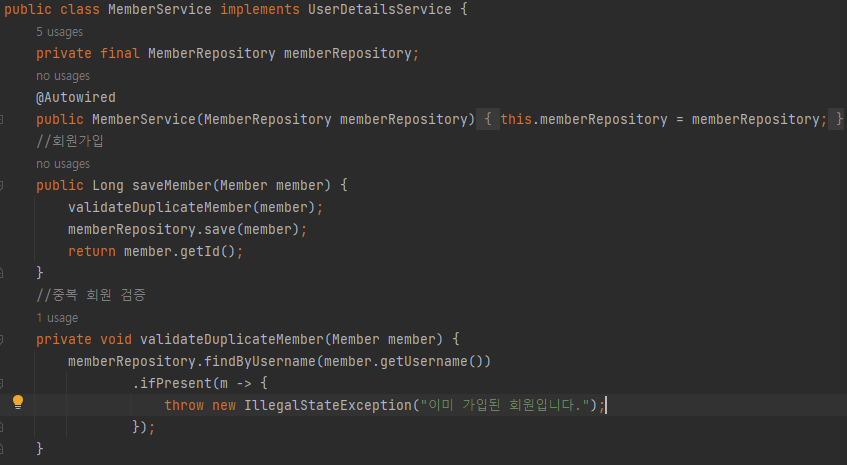 public class MemberService implements UserDetailsService {
5 usages
private final MemberRepository memberRepository;
no usages
@Autowired
public MemberService(MemberRepository memberRepository) { this.memberRepository = memberRepository; }
//회원가입
no usages
public Long saveMember(Member member) {
validateDuplicateMember(member);
memberRepository.save(member);
return member.getId();
}
//중복 회원 검증
1 usage
private void validateDuplicateMember(Member member) {
memberRepository.findByUsername(member.getUsername())
.ifPresent(m -> {
throw new IllegalStateException("이미 가입된 회원입니다.");
});
}